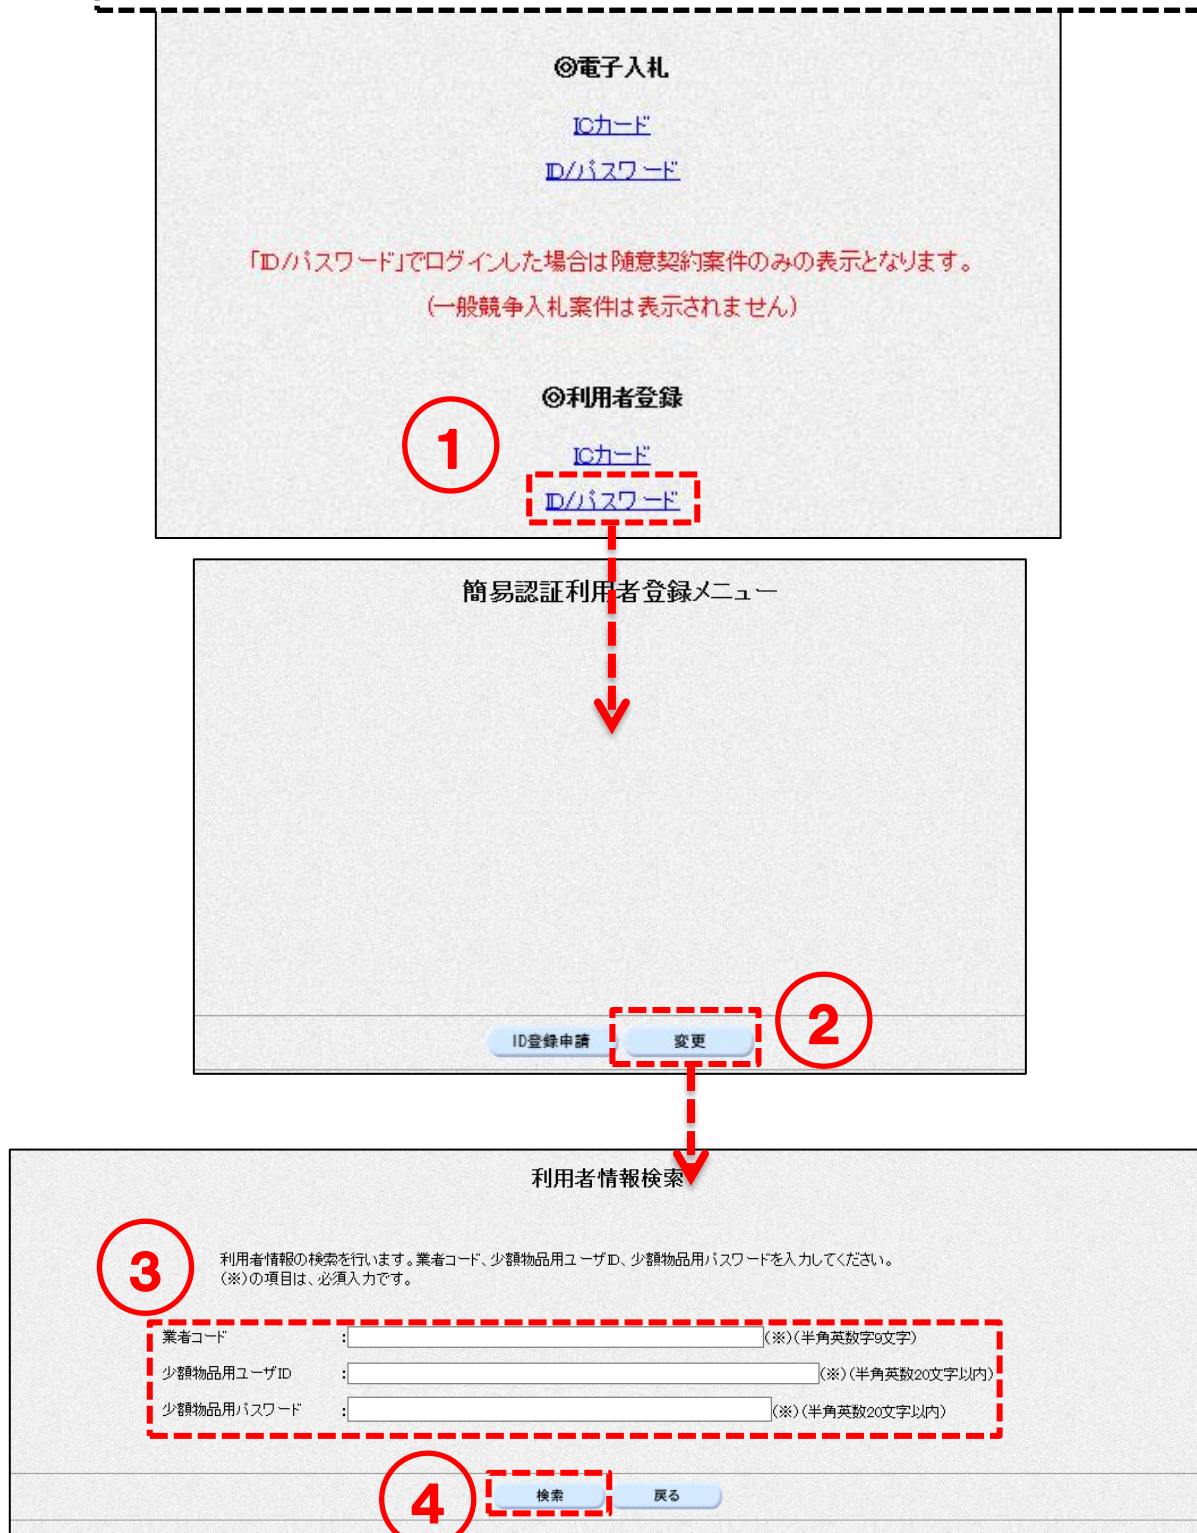 ◎電子入札
ICカード
ID/パスワード
「ID/パスワード」でログインした場合は随意契約案件のみの表示となります。
(一般競争入札案件は表示されません)
◎利用者登録
1
ICカード
ID/パスワード
簡易認証利用者登録メニュー
ID登録申請 変更
2
利用者情報検索
3
利用者情報の検索を行います。業者コード、少額物品用ユーザID、少額物品用パスワードを入力してください。
(※)の項目は、必須入力です。
業者コード :(※)(半角英数字9文字)
少額物品用ユーザID :(※)(半角英数20文字以内)
少額物品用パスワード :(※)(半角英数20文字以内)
4
検索 戻る